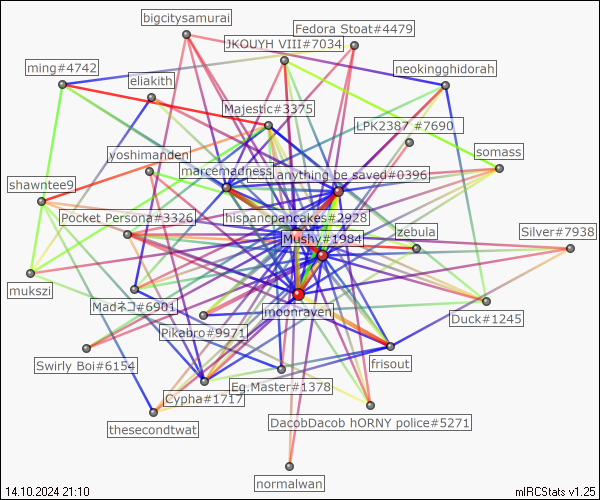 bigcitysamurai
Fedora Stoat#4479
JKOUYH VIII#7034
ming#4742
eliakith
neokingghidorah
Majestic#3375
LPK2387 #7690
yoshimanden
somass
marcemadness
anything be saved#0396
shawntee9
Pocket Persona#3326
hispancpancakes#2928
Mushy#1984
Izebula
Silver#7938
mukszi
Madネコ#6901
moonraven
Duck#1245
Pikabro#9971
Swirly Boi#6154
frisout
Eg.Master#1378
Cypha#1717
DacobDacob hORNY police#5271
thesecondtwat
normalwan
14.10.2024 21:10
mIRCStats v1.25